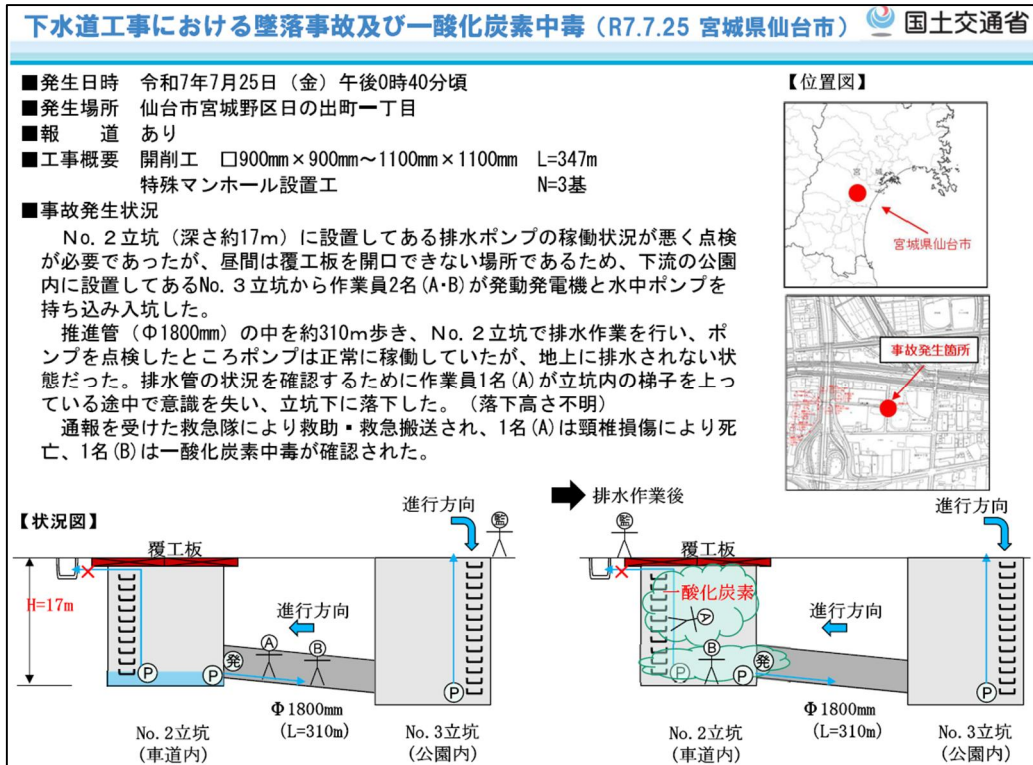 下水道工事における墜落事故及び一酸化炭素中毒（R7.7.25 宮城県仙台市）
国土交通省
■発生日時　令和7年7月25日（金）午後0時40分頃
■発生場所　仙台市宮城野区日の出町一丁目
■報　　道　あり
■工事概要　開削工　□900mm×900mm～1100mm×1100mm　L=347m
特殊マンホール設置工　N=3基
■事故発生状況
No.２立坑（深さ約17ｍ）に設置してある排水ポンプの稼働状況が悪く点検
が必要であったが、昼間は覆工板を開口できない場所であるため、下流の公園
内に設置してあるNo.３立坑から作業員2名(A･B)が発動発電機と水中ポンプを
持ち込み入坑した。
推進管（Φ1800mm）の中を約310ｍ歩き、No.２立坑で排水作業を行い、ポ
ンプを点検したところポンプは正常に稼働していたが、地上に排水されない状
態だった。排水管の状況を確認するために作業員1名(A)が立坑内の梯子を上っ
ている途中で意識を失い、立坑下に落下した。（落下高さ不明）
通報を受けた救急隊により救助・救急搬送され、1名(A)は頸椎損傷により死
亡、1名(B)は一酸化炭素中毒が確認された。
【位置図】
宮 城
宮城県仙台市
事故発生箇所
【状況図】
進行方向
監
覆工板
H=17m
進行方向
A
B
発
P
P
P
Φ1800mm
(L=310m)
No.2立坑
(車道内)
No.3立坑
(公園内)
排水作業後
進行方向
監
覆工板
一酸化炭素
進行方向
A
B
発
P
P
P
Φ1800mm
(L=310m)
No.2立坑
(車道内)
No.3立坑
(公園内)